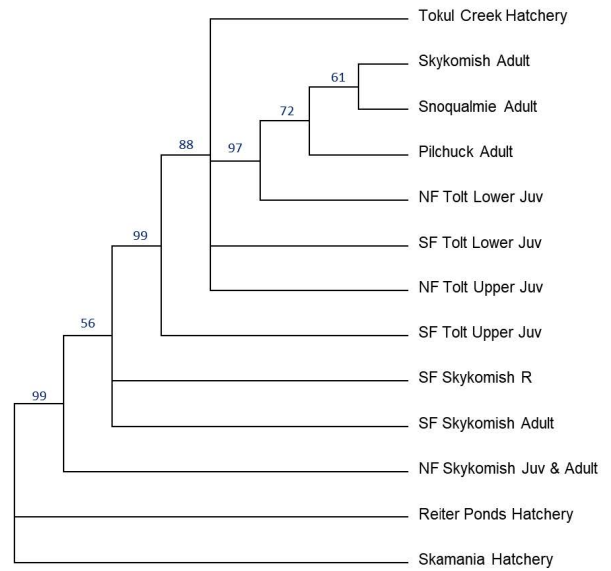 Tokul Creek Hatchery
Skykomish Adult
61
Snoqualmie Adult
72
88
97
Pilchuck Adult
NF Tolt Lower Juv
99
SF Tolt Lower Juv
NF Tolt Upper Juv
56
SF Tolt Upper Juv
SF Skykomish R
99
SF Skykomish Adult
NF Skykomish Juv & Adult
Reiter Ponds Hatchery
Skamania Hatchery